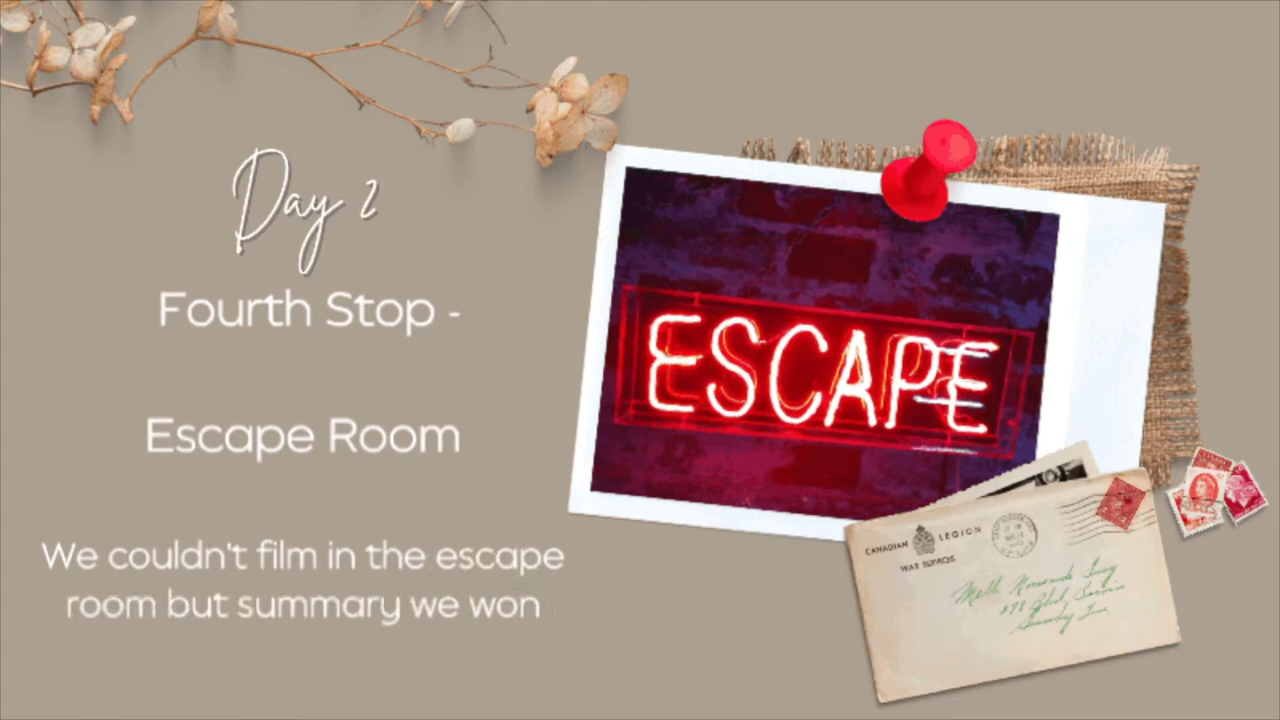 Day 2
Fourth Stop -
Escape Room
We couldn't film in the escape
room but summary we won
ESCAPE
CANADIAN LEGION
WAR SERVICES